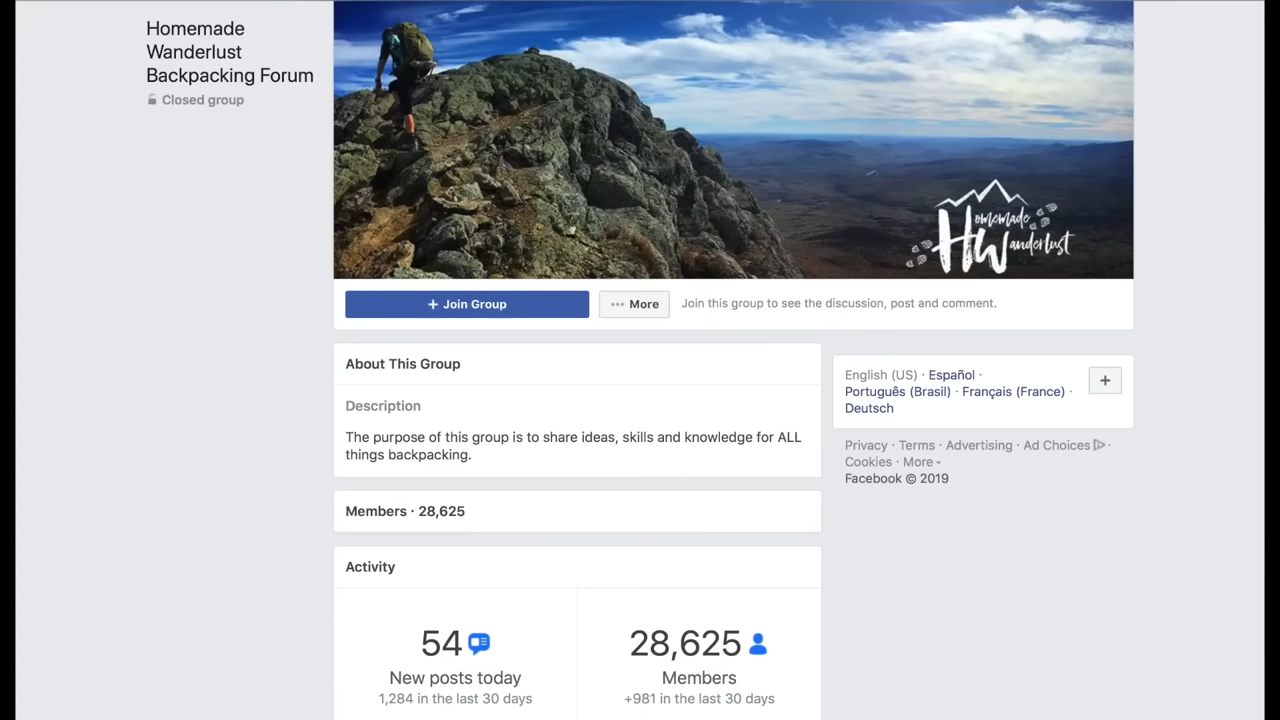 Homemade
Wanderlust
Backpacking Forum
Closed group
Homemade
Wanderlust
+ Join Group
••• More
Join this group to see the discussion, post and comment.
About This Group
Description
The purpose of this group is to share ideas, skills and knowledge for ALL
things backpacking.
Members · 28,625
Activity
54
New posts today
1,284 in the last 30 days
28,625
Members
+981 in the last 30 days
English (US) · Español ·
Português (Brasil) · Français (France) ·
Deutsch
+
Privacy · Terms · Advertising · Ad Choices ·
Cookies · More
Facebook © 2019